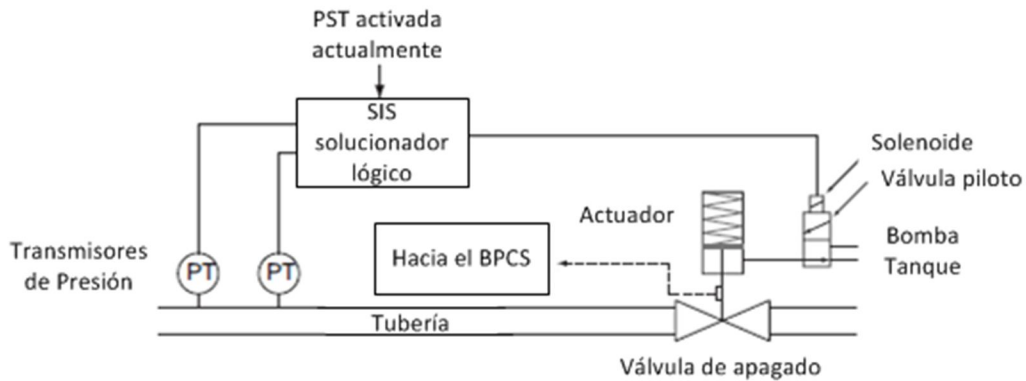 PST activada
actualmente
SIS
solucionador
lógico
Solenoide
Válvula piloto
Actuador
Bomba
Tanque
Hacia el BPCS
Transmisores
de Presión
PT
PT
Tubería
Válvula de apagado